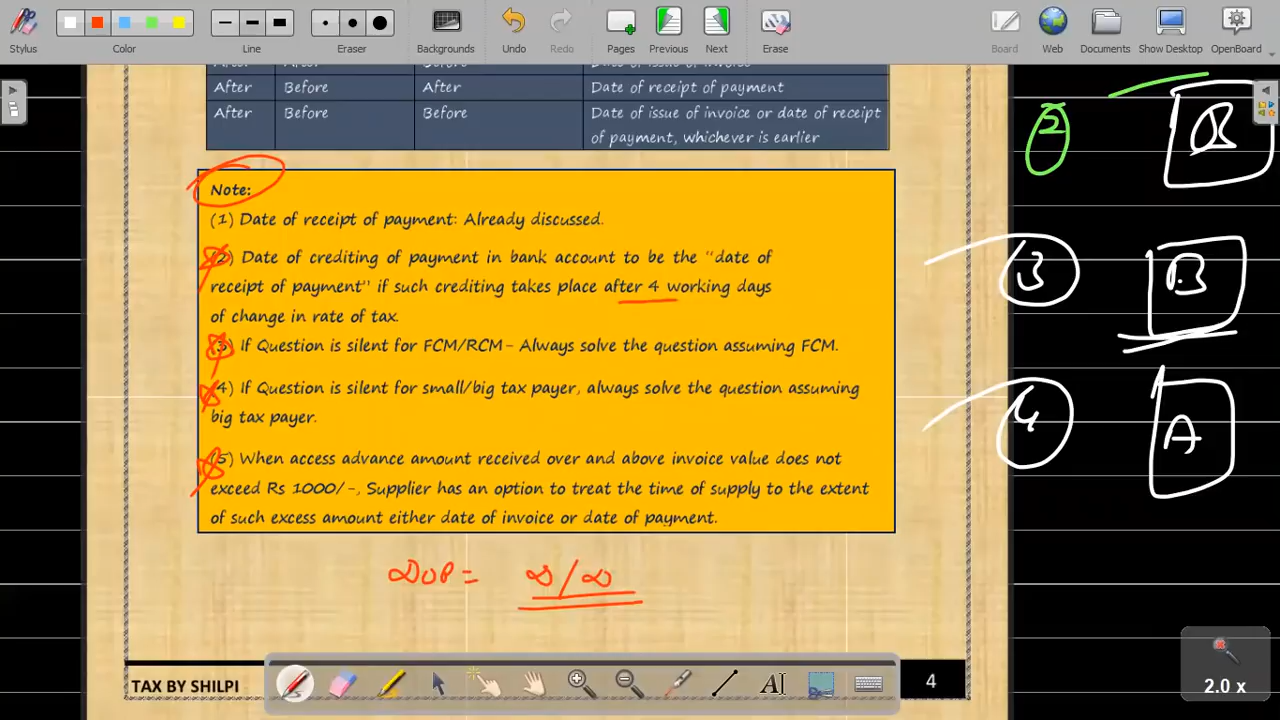 Stylus Color Line Eraser Backgrounds Undo Redo Pages Previous Next Erase Board Web Documents Show Desktop OpenBoard
After Before After Date of receipt of payment
After Before Before Date of issue of invoice or date of receipt
of payment, whichever is earlier
Note:
(1) Date of receipt of payment: Already discussed.
(2) Date of crediting of payment in bank account to be the "date of
receipt of payment" if such crediting takes place after 4 working days
of change in rate of tax.
(3) If Question is silent for FCM/RCM- Always solve the question assuming FCM.
(4) If Question is silent for small/big tax payer, always solve the question assuming
big tax payer.
(5) When access advance amount received over and above invoice value does not
exceed Rs 1000/-, Supplier has an option to treat the time of supply to the extent
of such excess amount either date of invoice or date of payment.
DOP =
2
3 B
4 A
TAX BY SHILPI 4
2.0 x